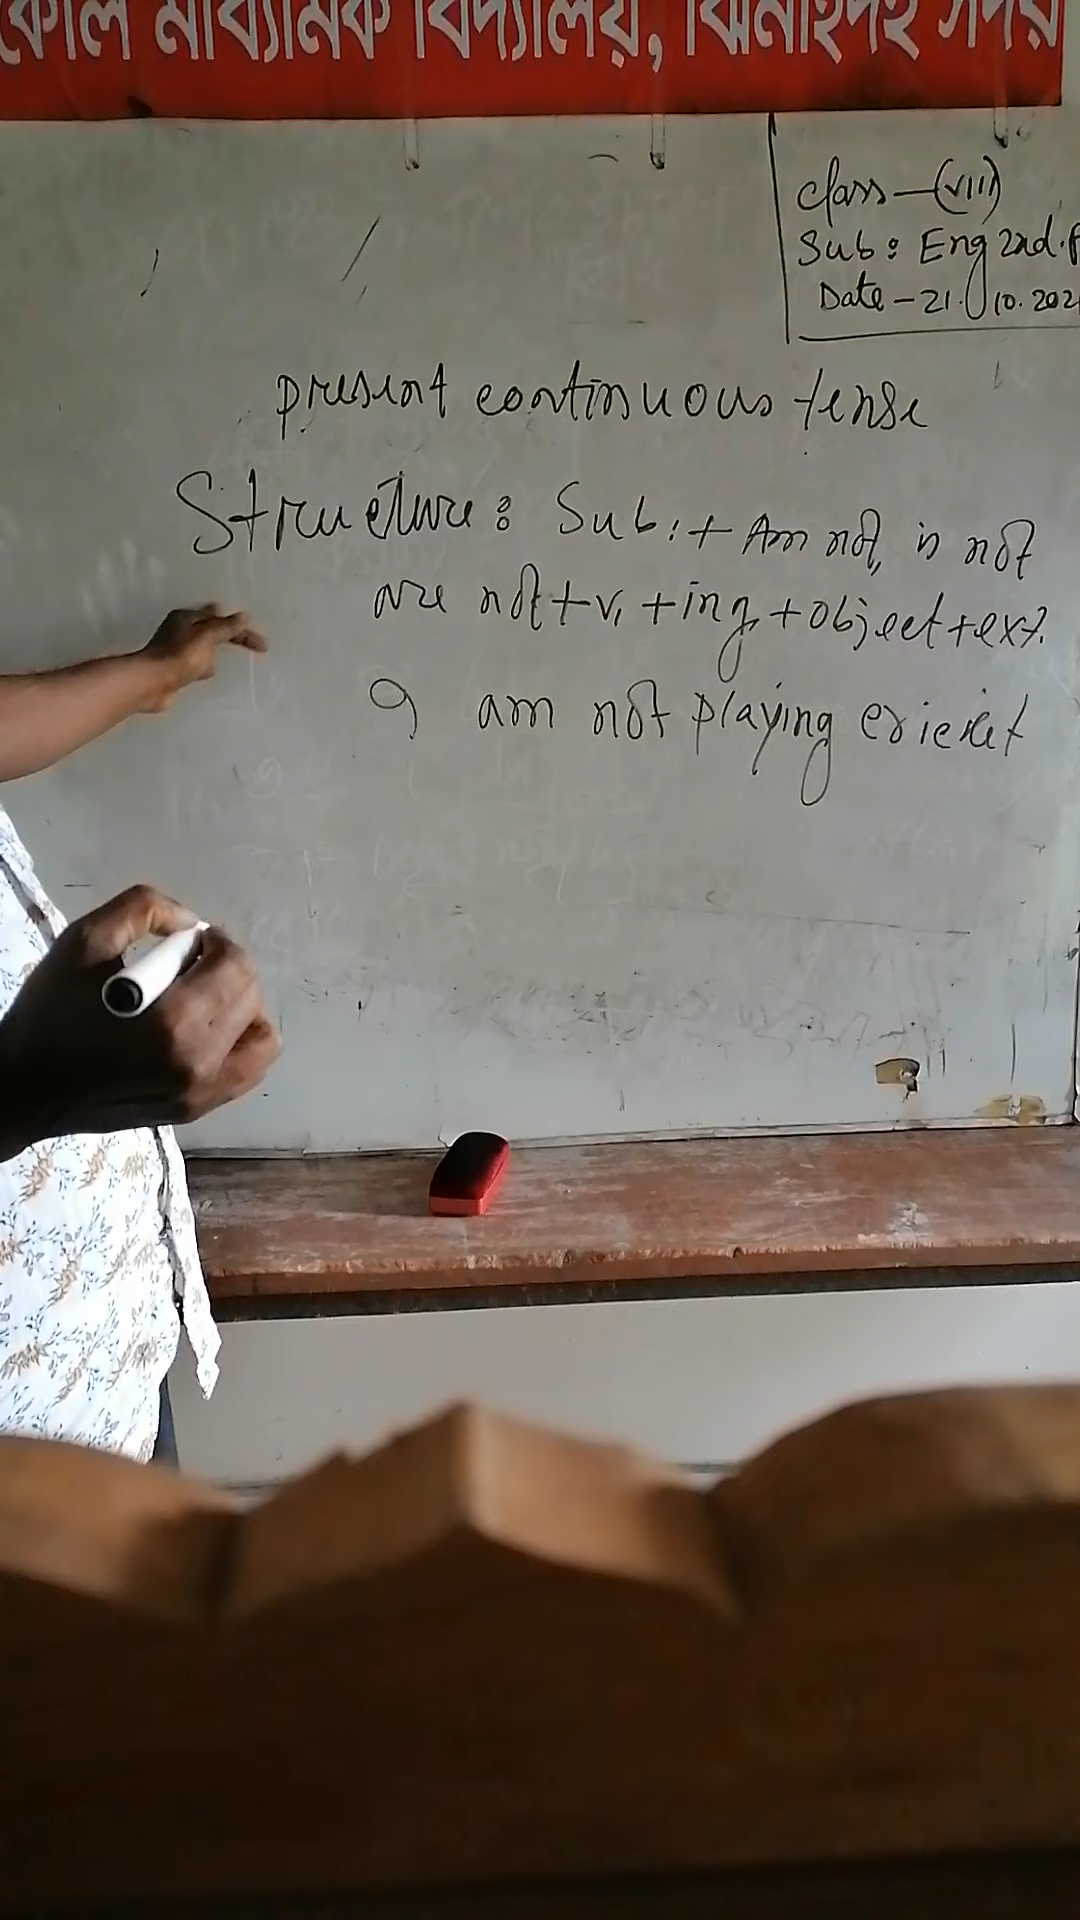 মাধ্যমিক বিদ্যালয়, ঝিনাইদহ সদর
class-(VIII)
Sub: Eng 2nd.P
Date - 21.10.202
present continuous tense
Structure: Sub. + Am not, is not
are not + v, + ing, + object + ext.
I am not playing cricket